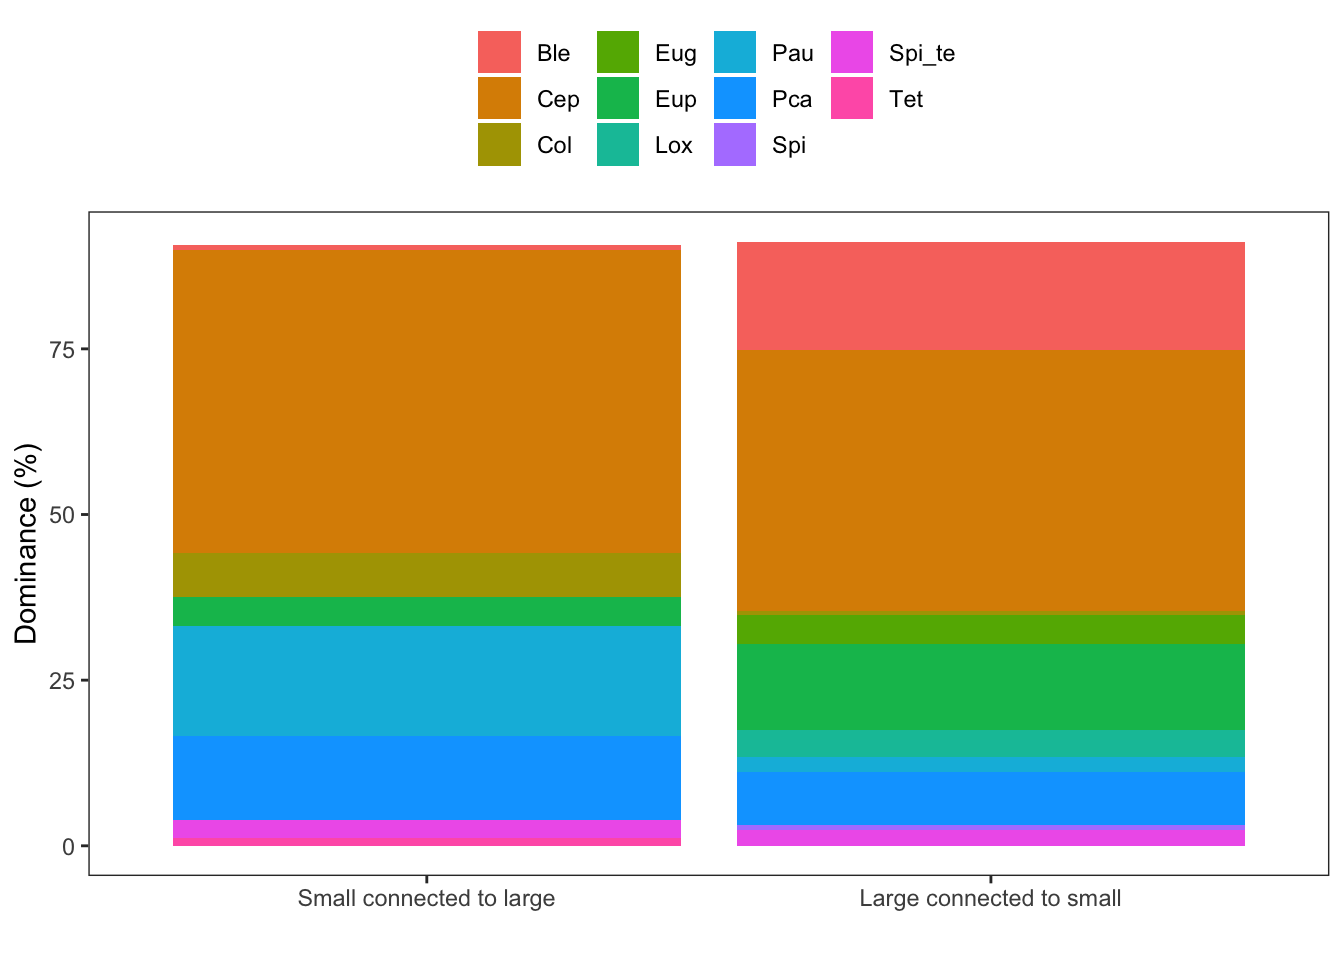 Ble Eug Pau Spi_te
Cep Eup Pca Tet
Col Lox Spi
Dominance (%)
75
50
25
0
Small connected to large Large connected to small